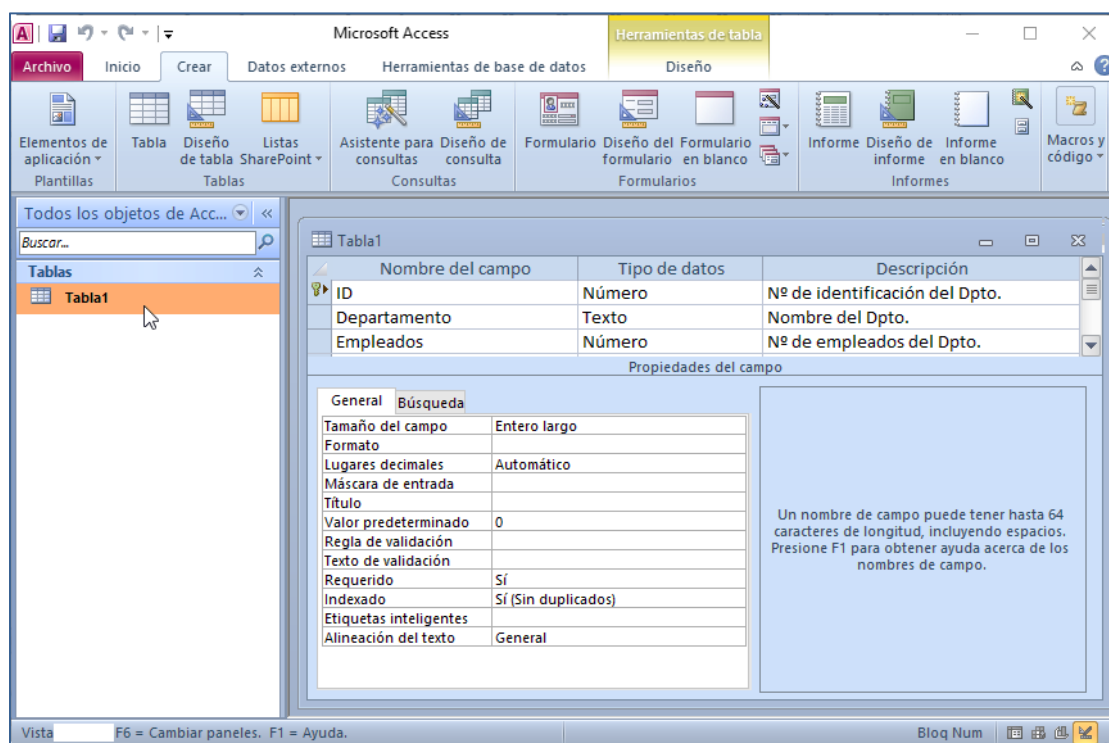 A
Microsoft Access
Herramientas de tabla
Archivo
Inicio
Crear
Datos externos
Herramientas de base de datos
Diseño
?
Elementos de
aplicación
Tabla
Diseño
de tabla
Listas
SharePoint
Asistente para
consultas
Diseño de
consulta
Formulario
Diseño del
formulario
Formulario
en blanco
Informe
Diseño de
informe
Informe
en blanco
Macros y
código
Plantillas
Tablas
Consultas
Formularios
Informes
Todos los objetos de Acc...
Buscar...
Tablas
Tabla1
Tabla1
Nombre del campo Tipo de datos Descripción
ID Número Nº de identificación del Dpto.
Departamento Texto Nombre del Dpto.
Empleados Número Nº de empleados del Dpto.
Propiedades del campo
General Búsqueda
Tamaño del campo Entero largo
Formato
Lugares decimales Automático
Máscara de entrada
Título
Valor predeterminado 0
Regla de validación
Texto de validación
Requerido Sí
Indexado Sí (Sin duplicados)
Etiquetas inteligentes
Alineación del texto General
Un nombre de campo puede tener hasta 64
caracteres de longitud, incluyendo espacios.
Presione F1 para obtener ayuda acerca de los
nombres de campo.
Vista F6 = Cambiar paneles. F1 = Ayuda.
Bloq Num